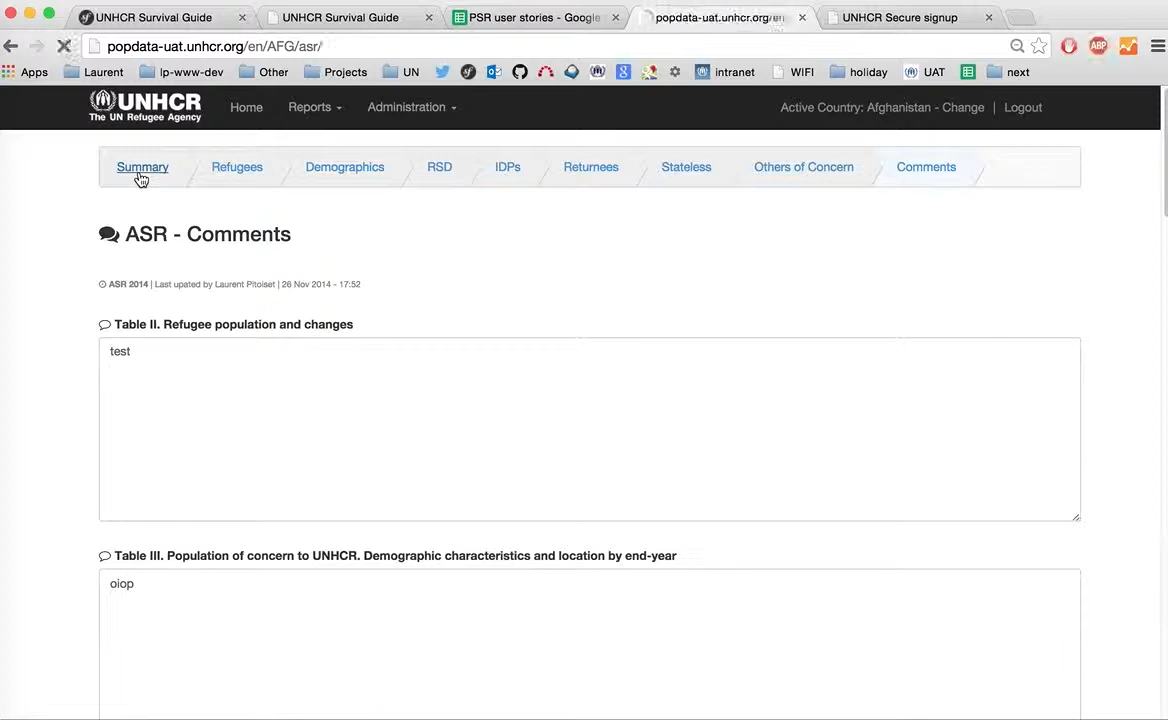 UNHCR Survival Guide
UNHCR Survival Guide
PSR user stories - Google
popdata-uat.unhcr.org/en
UNHCR Secure signup
popdata-uat.unhcr.org/en/AFG/asr/
Apps Laurent lp-www-dev Other Projects UN intranet WIFI holiday UAT next
UNHCR
The UN Refugee Agency
Home Reports Administration Active Country: Afghanistan - Change | Logout
Summary Refugees Demographics RSD IDPs Returnees Stateless Others of Concern Comments
ASR - Comments
ASR 2014 | Last upated by Laurent Pitoiset | 26 Nov 2014 - 17:52
Table II. Refugee population and changes
test
Table III. Population of concern to UNHCR. Demographic characteristics and location by end-year
oiop